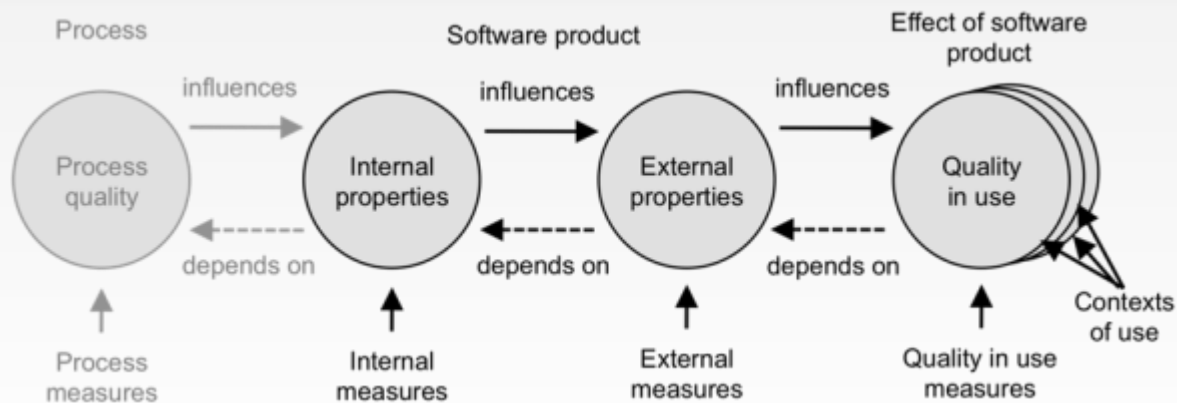 Process
Software product
Effect of software
product
influences
influences
influences
Process
quality
Internal
properties
External
properties
Quality
in use
depends on
depends on
depends on
Contexts
of use
Process
measures
Internal
measures
External
measures
Quality in use
measures